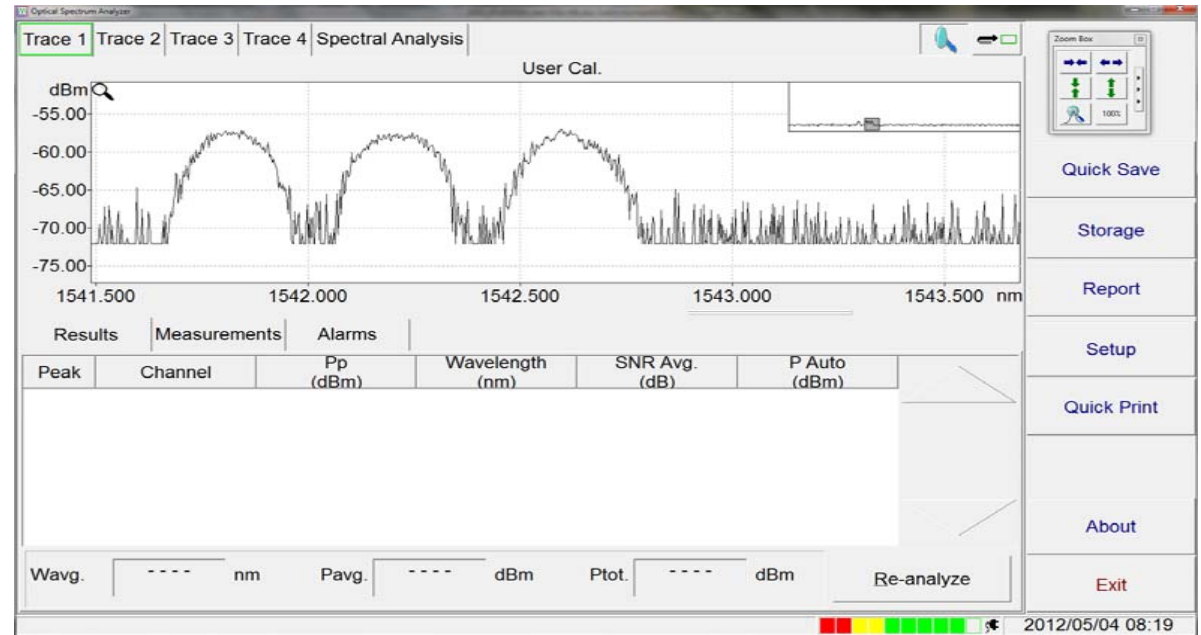 Optical Spectrum Analyzer
Trace 1 Trace 2 Trace 3 Trace 4 Spectral Analysis
Zoom Box
100%
User Cal.
dBm
-55.00
-60.00
-65.00
-70.00
-75.00
1541.500 1542.000 1542.500 1543.000 1543.500 nm
Results Measurements Alarms
Peak Channel Pp (dBm) Wavelength (nm) SNR Avg. (dB) P Auto (dBm)
Wavg. ---- nm Pavg. ---- dBm Ptot. ---- dBm Re-analyze
Quick Save
Storage
Report
Setup
Quick Print
About
Exit
2012/05/04 08:19